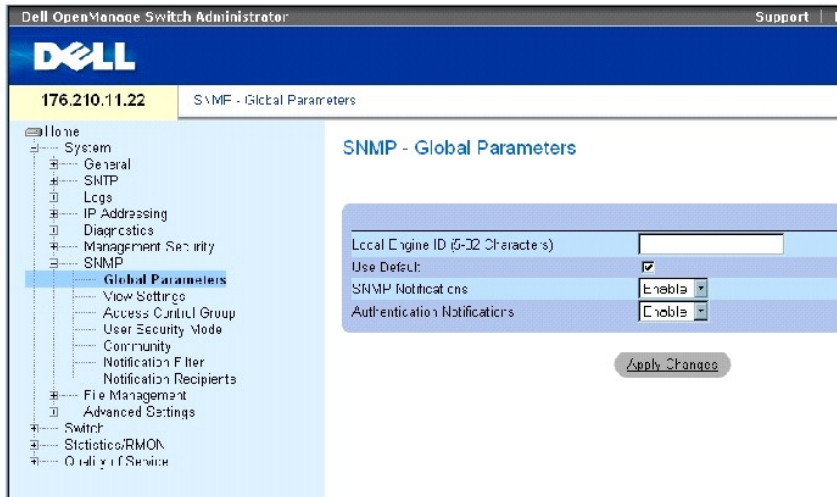 Dell OpenManage Switch Administrator
Support |
DELL
176.210.11.22
SNMP - Global Parameters
Home
System
General
SNTP
Logs
IP Addressing
Diagnostics
Management Security
SNMP
Global Parameters
View Settings
Access Control Group
User Security Model
Community
Notification Filter
Notification Recipients
File Management
Advanced Settings
Switch
Statistics/RMON
Quality of Service
SNMP - Global Parameters
Local Engine ID (5-32 Characters)
Use Default
SNMP Notifications Enable
Authentication Notifications Enable
Apply Changes